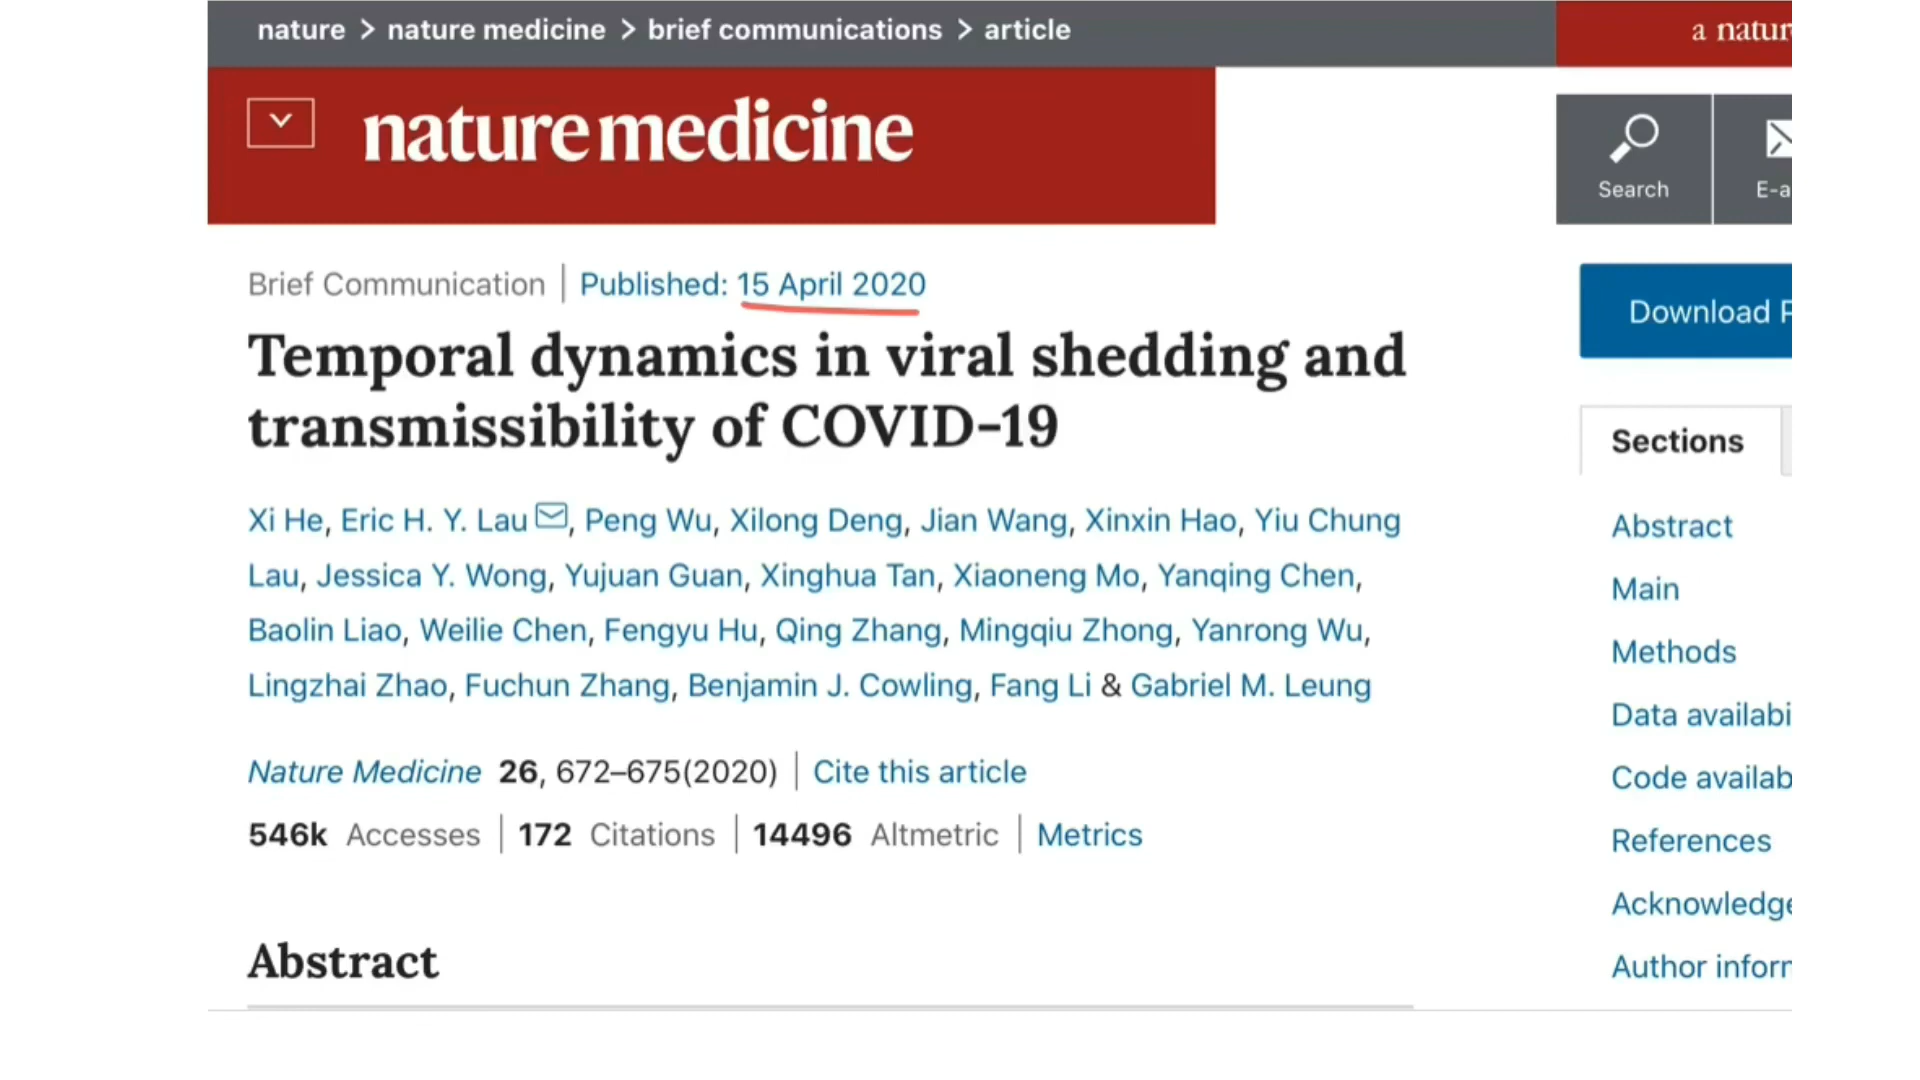 nature > nature medicine > brief communications > article
a natur
nature medicine
Search
E-a
Brief Communication | Published: 15 April 2020
Download P
Temporal dynamics in viral shedding and
transmissibility of COVID-19
Xi He, Eric H. Y. Lau, Peng Wu, Xilong Deng, Jian Wang, Xinxin Hao, Yiu Chung
Lau, Jessica Y. Wong, Yujuan Guan, Xinghua Tan, Xiaoneng Mo, Yanqing Chen,
Baolin Liao, Weilie Chen, Fengyu Hu, Qing Zhang, Mingqiu Zhong, Yanrong Wu,
Lingzhai Zhao, Fuchun Zhang, Benjamin J. Cowling, Fang Li & Gabriel M. Leung
Nature Medicine 26, 672–675(2020) | Cite this article
546k Accesses | 172 Citations | 14496 Altmetric | Metrics
Abstract
Sections
Abstract
Main
Methods
Data availabi
Code availab
References
Acknowledge
Author inforn